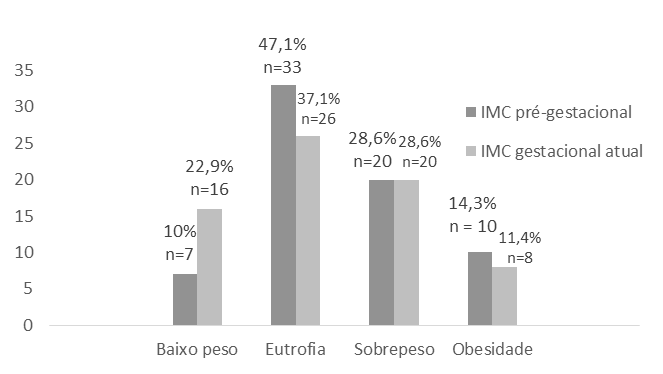 47,1%
n=33
35
30
25
20
15
10
5
0
37,1%
n=26
IMC pré-gestacional
IMC gestacional atual
28,6%
n=20
28,6%
n=20
22,9%
n=16
14,3%
n = 10
11,4%
n=8
10%
n=7
Baixo peso
Eutrofia
Sobrepeso
Obesidade